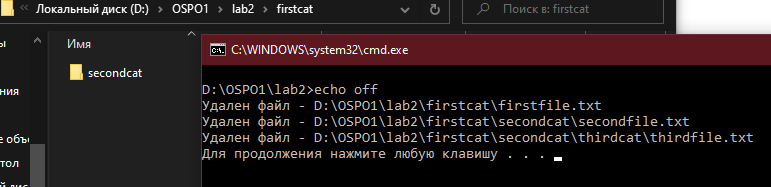 Локальный диск (D:) > OSPO1 > lab2 > firstcat
Поиск в: firstcat
Имя
secondcat
C:\WINDOWS\system32\cmd.exe
D:\OSPO1\lab2>echo off
Удален файл - D:\OSPO1\lab2\firstcat\firstfile.txt
Удален файл - D:\OSPO1\lab2\firstcat\secondcat\secondfile.txt
Удален файл - D:\OSPO1\lab2\firstcat\secondcat\thirdcat\thirdfile.txt
Для продолжения нажмите любую клавишу . . .